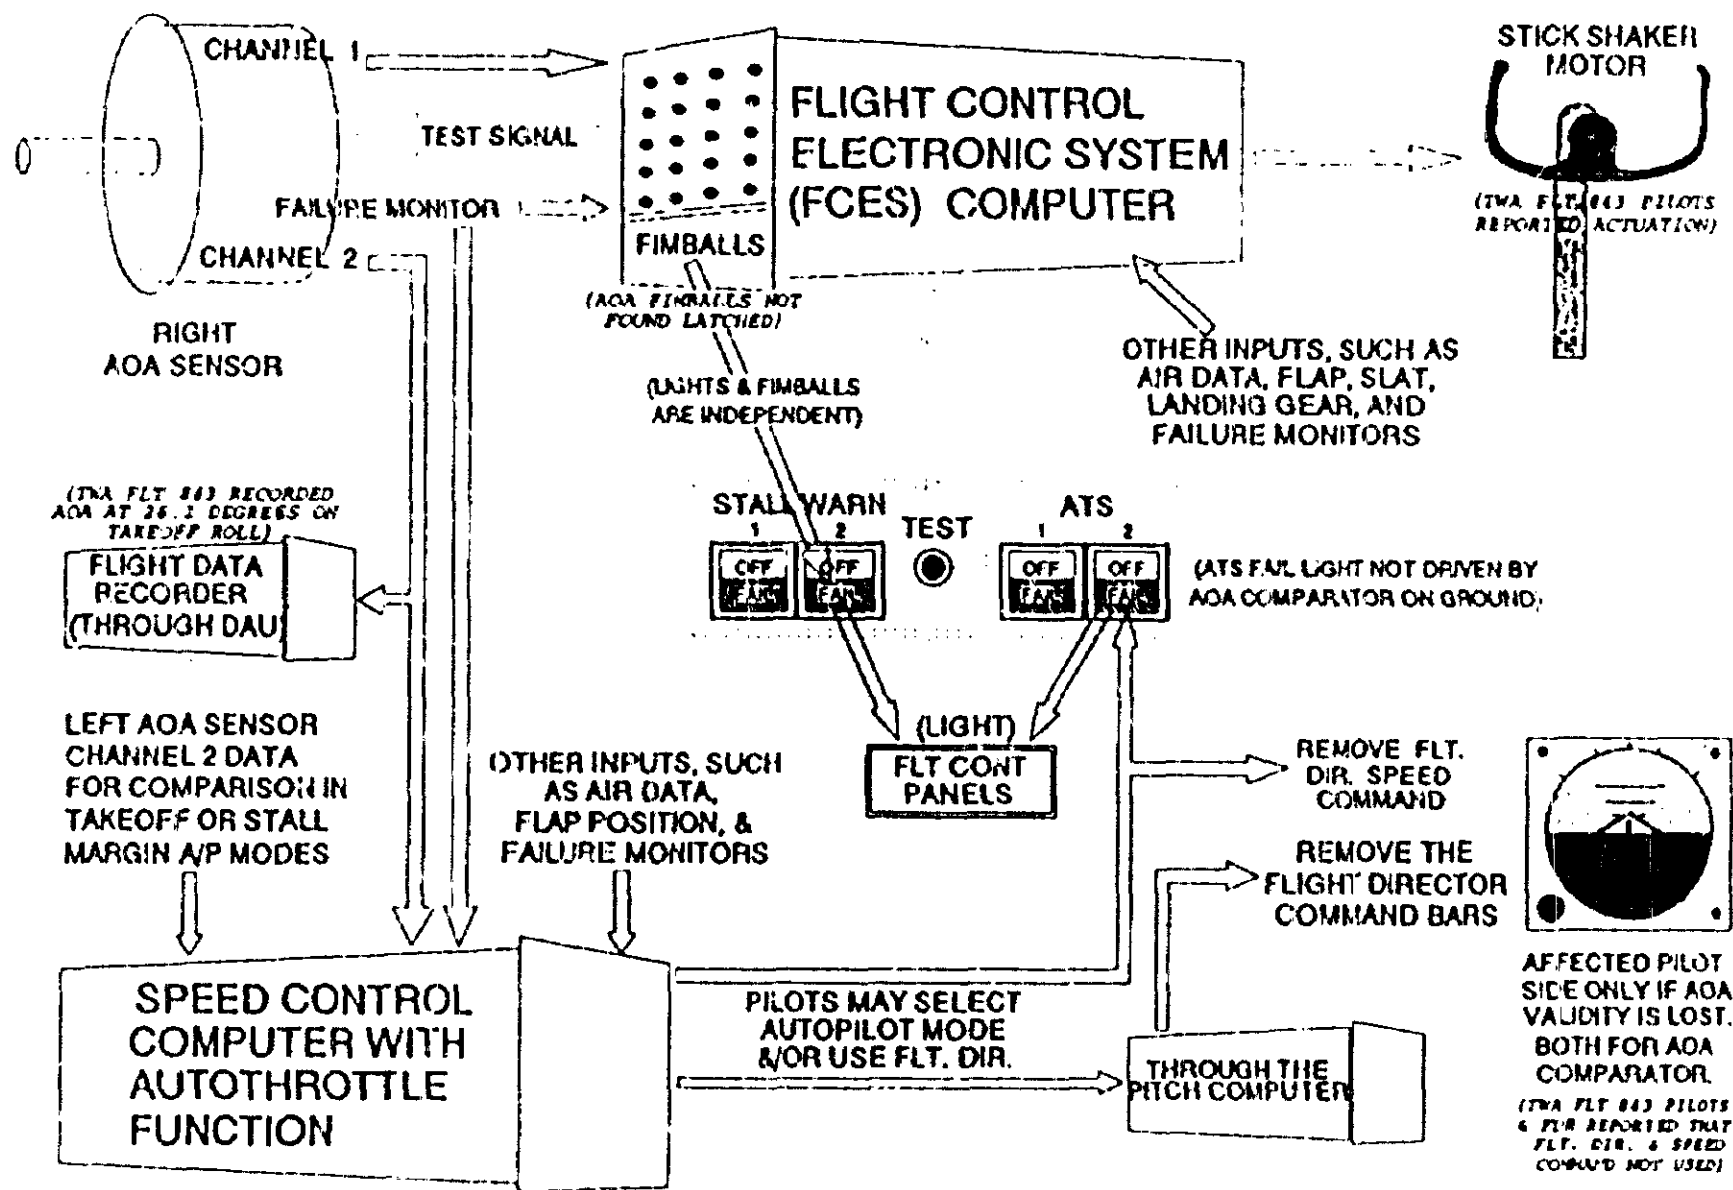 CHANNEL 1
TEST SIGNAL
FAILURE MONITOR
CHANNEL 2
RIGHT
AOA SENSOR
FLIGHT CONTROL
ELECTRONIC SYSTEM
(FCES) COMPUTER
FIMBALLS
(AOA FIMBALLS NOT
FOUND LATCHED)
(LIGHTS & FIMBALLS
ARE INDEPENDENT)
STICK SHAKER
MOTOR
(TWA FLT. 843 PILOTS
REPORTED ACTUATION)
OTHER INPUTS, SUCH AS
AIR DATA, FLAP, SLAT,
LANDING GEAR, AND
FAILURE MONITORS
(TWA FLT 843 RECORDED
AOA AT DEGREES ON
TAKEOFF ROLL)
FLIGHT DATA
RECORDER
(THROUGH DAU)
STALL WARN
1 2
OFF OFF
FAIL FAIL
TEST
ATS
1 2
OFF OFF
FAIL FAIL
(ATS FAIL LIGHT NOT DRIVEN BY
AOA COMPARATOR ON GROUND)
LEFT AOA SENSOR
CHANNEL 2 DATA
FOR COMPARISON IN
TAKEOFF OR STALL
MARGIN A/P MODES
OTHER INPUTS, SUCH
AS AIR DATA,
FLAP POSITION, &
FAILURE MONITORS
(LIGHT)
FLT CONT
PANELS
REMOVE FLT.
DIR. SPEED
COMMAND
REMOVE THE
FLIGHT DIRECTOR
COMMAND BARS
SPEED CONTROL
COMPUTER WITH
AUTOTHROTTLE
FUNCTION
PILOTS MAY SELECT
AUTOPILOT MODE
&/OR USE FLT. DIR.
THROUGH THE
PITCH COMPUTER
AFFECTED PILOT
SIDE ONLY IF AOA
VALIDITY IS LOST.
BOTH FOR AOA
COMPARATOR.
(TWA FLT 843 PILOTS
& FDR REPORTED THAT
FLT. DIR. & SPEED
COMMAND NOT USED)